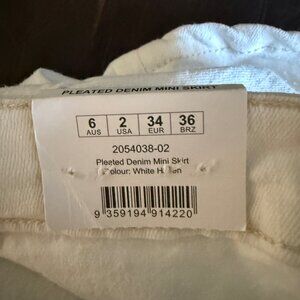 PLEATED DENIM MINI SKIRT
6 2 34 36
AUS USA EUR BRZ
2054038-02
Pleated Denim Mini Skirt
Colour: White
9 359194 914220